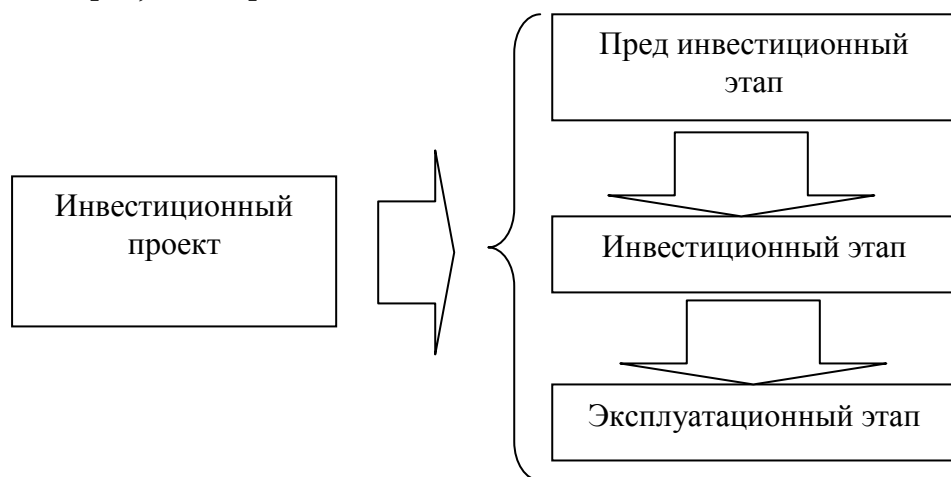 Пред инвестиционный
этап
Инвестиционный
проект
Инвестиционный этап
Эксплуатационный этап